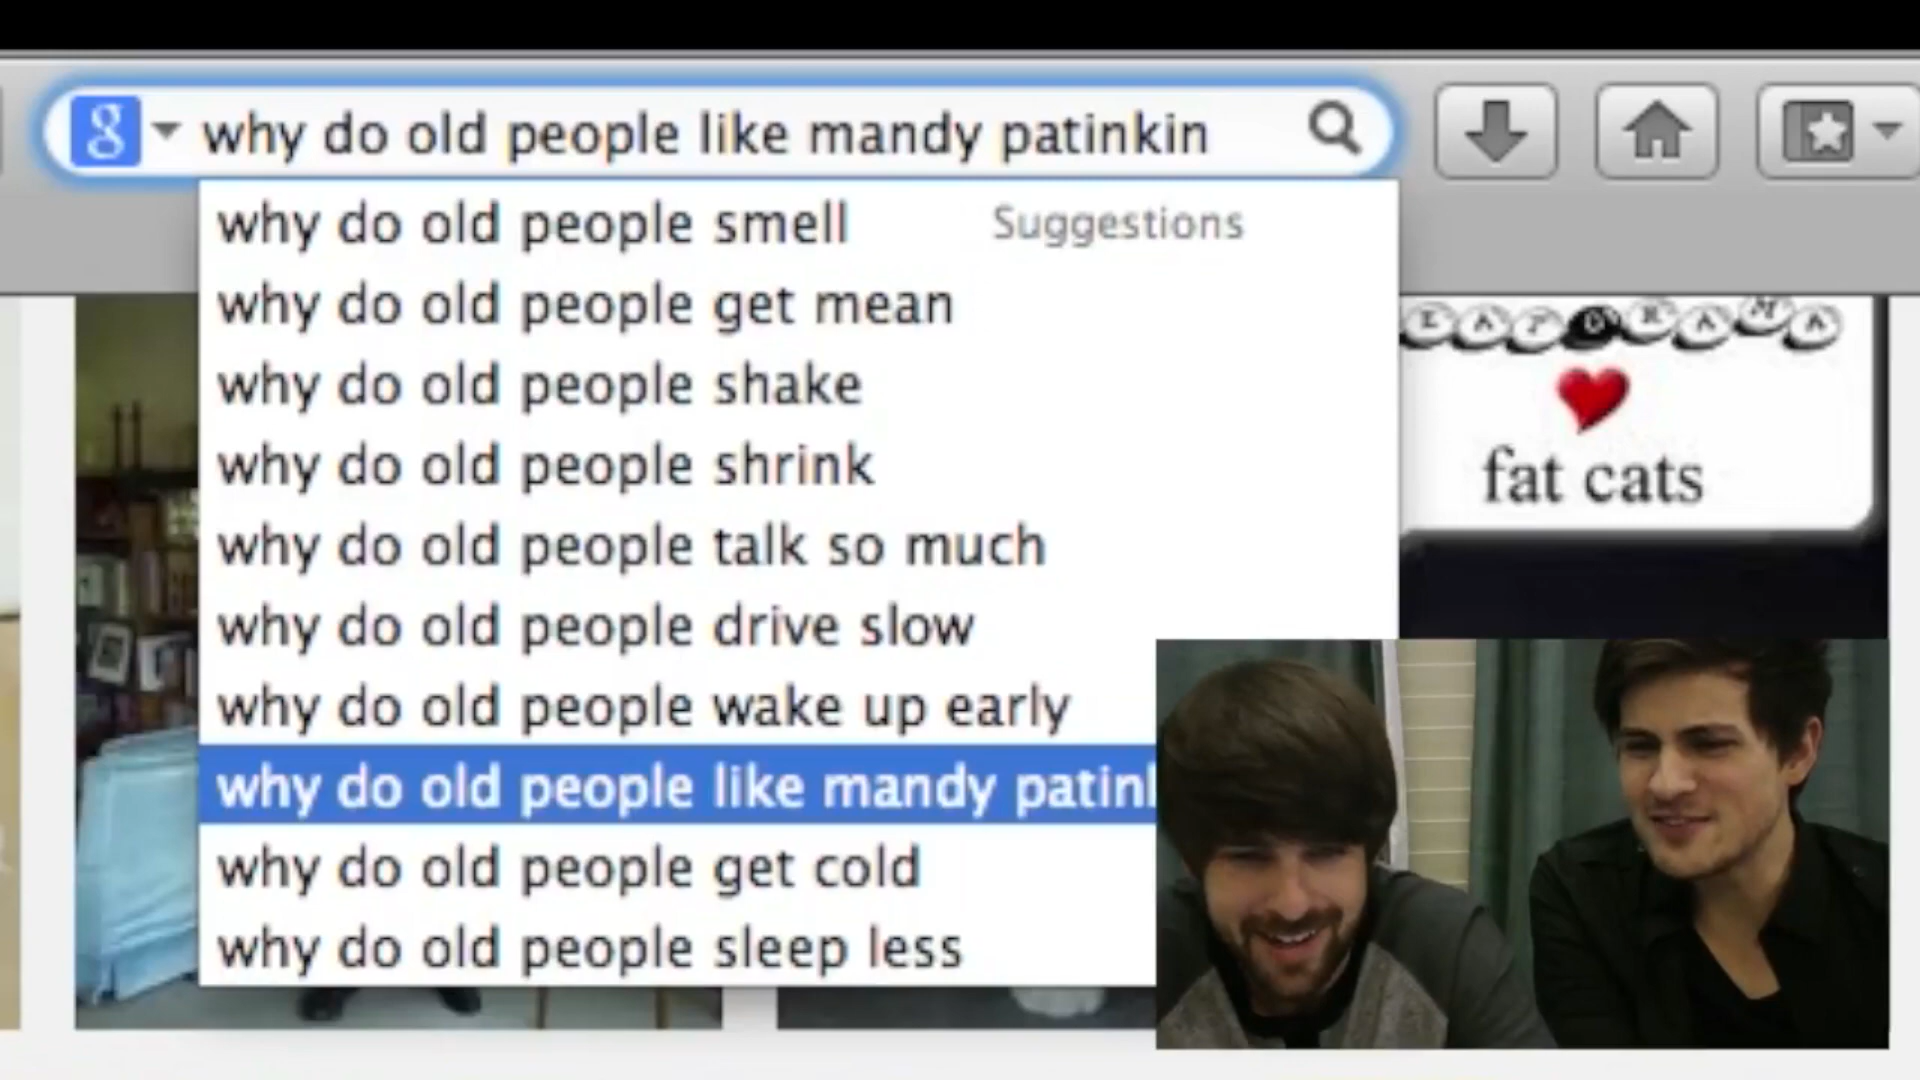 g why do old people like mandy patinkin
why do old people smell Suggestions
why do old people get mean
why do old people shake
why do old people shrink
why do old people talk so much
why do old people drive slow
why do old people wake up early
why do old people like mandy patink
why do old people get cold
why do old people sleep less
EATORAMA
fat cats